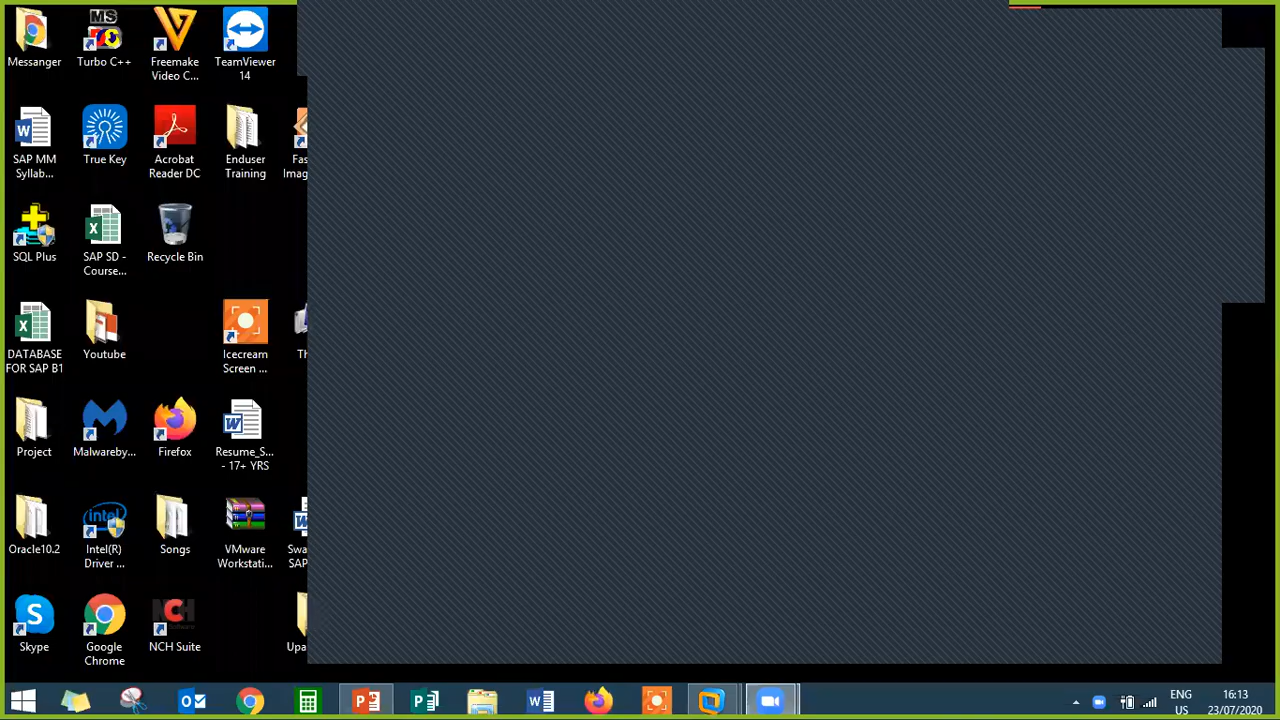 Messanger
Turbo C++
Freemake
Video C...
TeamViewer
14
SAP MM
Syllab...
True Key
Acrobat
Reader DC
Enduser
Training
Fas
Imag
SQL Plus
SAP SD -
Course...
Recycle Bin
DATABASE
FOR SAP B1
Youtube
Icecream
Screen ...
Th
Project
Malwareby...
Firefox
Resume_S...
- 17+ YRS
Oracle10.2
Intel(R)
Driver ...
Songs
VMware
Workstati...
Swa
SAP
Skype
Google
Chrome
NCH Suite
Upa
ENG
US
16:13
23/07/2020